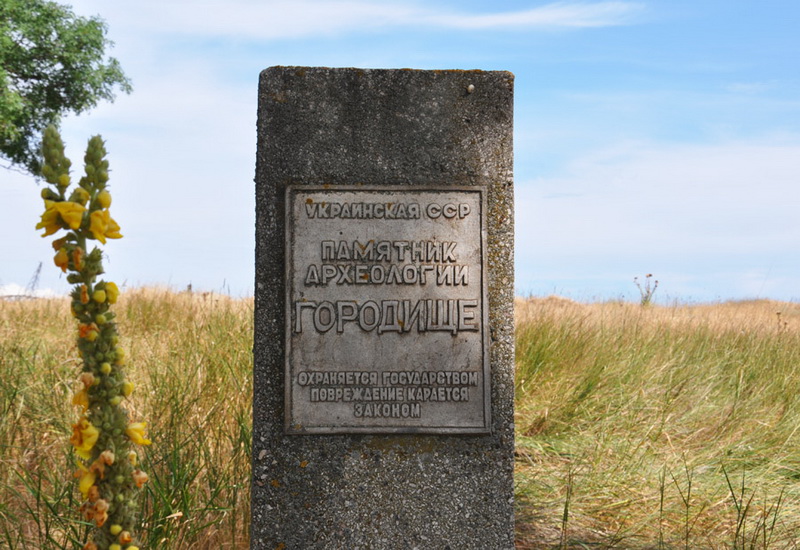 УКРАИНСКАЯ ССР
ПАМЯТНИК
АРХЕОЛОГИИ
ГОРОДИЩЕ
ОХРАНЯЕТСЯ ГОСУДАРСТВОМ
ПОВРЕЖДЕНИЕ КАРАЕТСЯ
ЗАКОНОМ